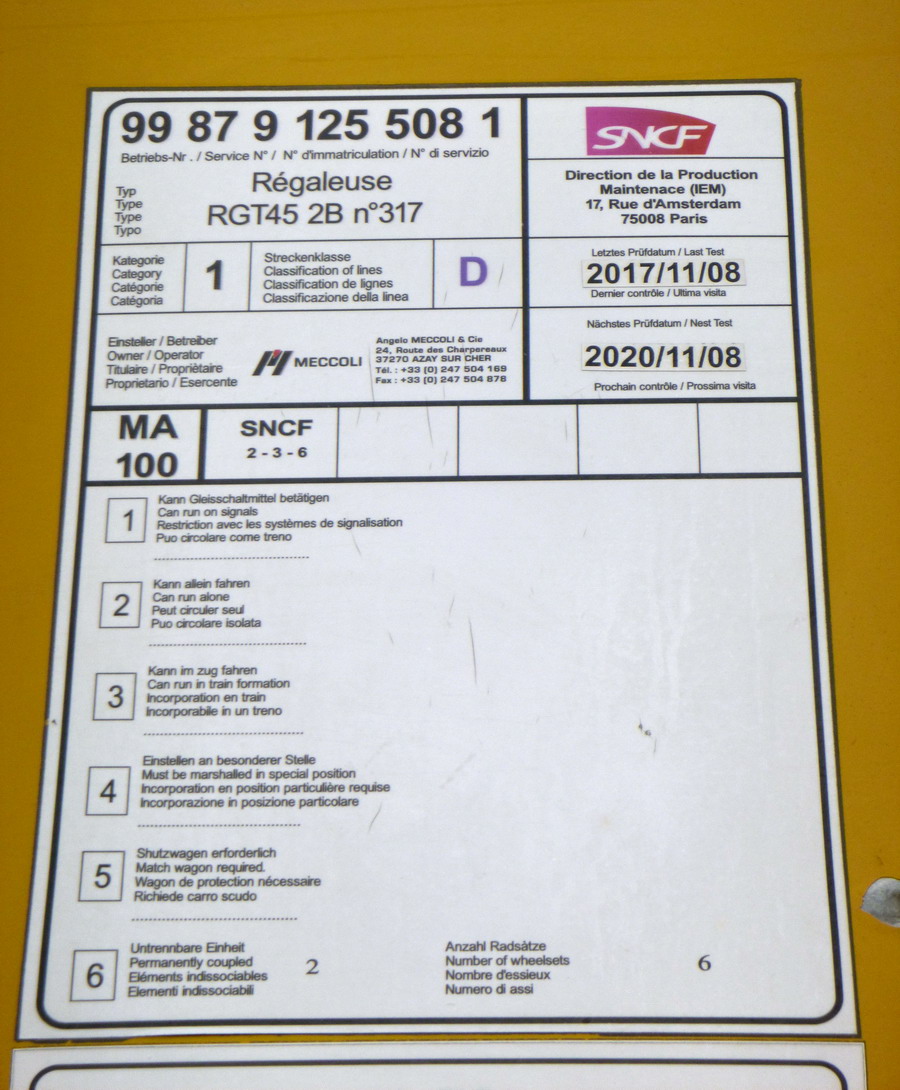 99 87 9 125 508 1
Betriebs-Nr . / Service N° / N° d'immatriculation / N° di servizio
Typ
Type
Type
Typo
Régaleuse
RGT45 2B n°317
SNCF
Direction de la Production
Maintenace (IEM)
17, Rue d'Amsterdam
75008 Paris
Kategorie
Category
Catégorie
Catégoria
1
Streckenklasse
Classification of lines
Classification de lignes
Classificazione della linea
D
Letztes Prüfdatum / Last Test
2017/11/08
Dernier contrôle / Ultima visita
Einsteller / Betreiber
Owner / Operator
Titulaire / Propriètaire
Proprietario / Esercente
MECCOLI
Angelo MECCOLI & Cie
24, Route des Charpereaux
37270 AZAY SUR CHER
Tél. : +33 (0) 247 504 169
Fax : +33 (0) 247 504 878
Nächstes Prüfdatum / Nest Test
2020/11/08
Prochain contrôle / Prossima visita
MA
100
SNCF
2 - 3 - 6
1
Kann Gleisschaltmittel betätigen
Can run on signals
Restriction avec les systèmes de signalisation
Puo circolare come treno
2
Kann allein fahren
Can run alone
Peut circuler seul
Puo circolare isolata
3
Kann im zug fahren
Can run in train formation
Incorporation en train
Incorporabile in un treno
4
Einstellen an besonderer Stelle
Must be marshalled in special position
Incorporation en position particulière requise
Incorporazione in posizione particolare
5
Shutzwagen erforderlich
Match wagon required.
Wagon de protection nécessaire
Richiede carro scudo
6
Untrennbare Einheit
Permanently coupled
Eléments indissociables
Elementi indissociabili
2
Anzahl Radsàtze
Number of wheelsets
Nombre d'essieux
Numero di assi
6